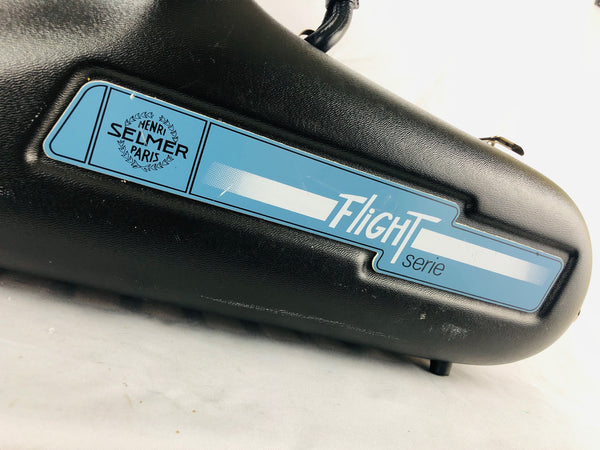 HENRI
SELMER
PARIS
FLiGHT
serie